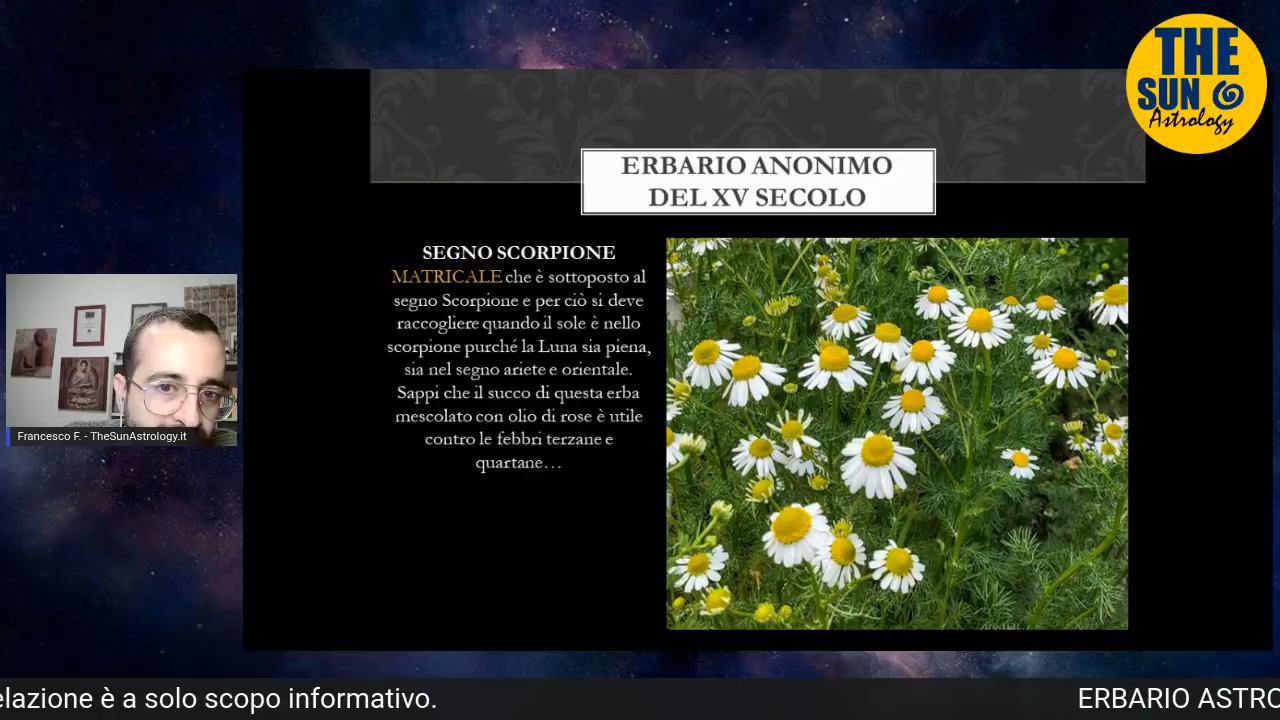 THE
SUN
Astrology
ERBARIO ANONIMO
DEL XV SECOLO
SEGNO SCORPIONE
MATRICALE che è sottoposto al
segno Scorpione e per ciò si deve
raccogliere quando il sole è nello
scorpione purché la Luna sia piena,
sia nel segno ariete e orientale.
Sappi che il succo di questa erba
mescolato con olio di rose è utile
contro le febbri terzane e
quartane…
Francesco F. - TheSunAstrology.it
elazione è a solo scopo informativo.
ERBARIO ASTRO